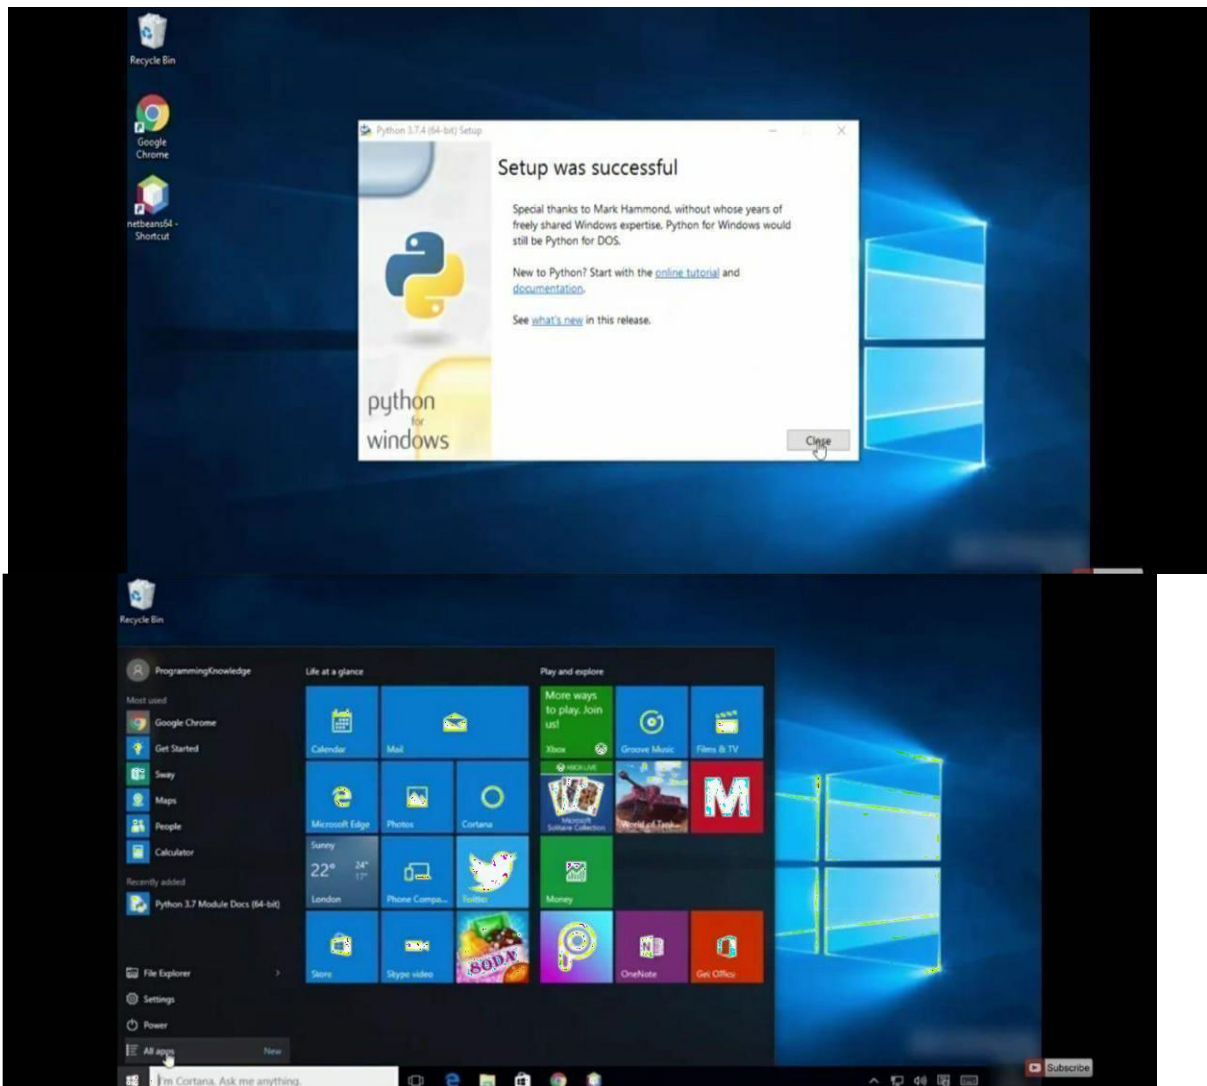 Recycle Bin
Google
Chrome
netbeans64 -
Shortcut
Python 3.7.4 (64-bit) Setup
Setup was successful
Special thanks to Mark Hammond, without whose years of
freely shared Windows expertise, Python for Windows would
still be Python for DOS.
New to Python? Start with the online tutorial and
documentation.
See what's new in this release.
python
for
windows
Close
Recycle Bin
ProgrammingKnowledge
Most used
Google Chrome
Get Started
Sway
Maps
People
Calculator
Recently added
Python 3.7 Module Docs (64-bit)
File Explorer
Settings
Power
All apps
New
I'm Cortana. Ask me anything.
Life at a glance
Calendar
Mail
Microsoft Edge
Photos
Cortana
Sunny
22°
24°
17°
London
Phone Compa...
Twitter
Store
Skype video
SODA
Play and explore
More ways
to play. Join
us!
Xbox
Groove Music
Films & TV
XBOX LIVE
Microsoft
Solitaire Collection
World of Tank...
M
Money
OneNote
Get Office
Subscribe